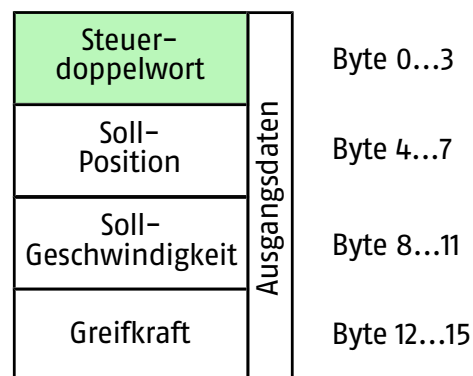 Steuer-
doppelwort
Byte 0...3
Soll-
Position
Byte 4...7
Soll-
Geschwindigkeit
Byte 8...11
Greifkraft
Byte 12...15
Ausgangsdaten